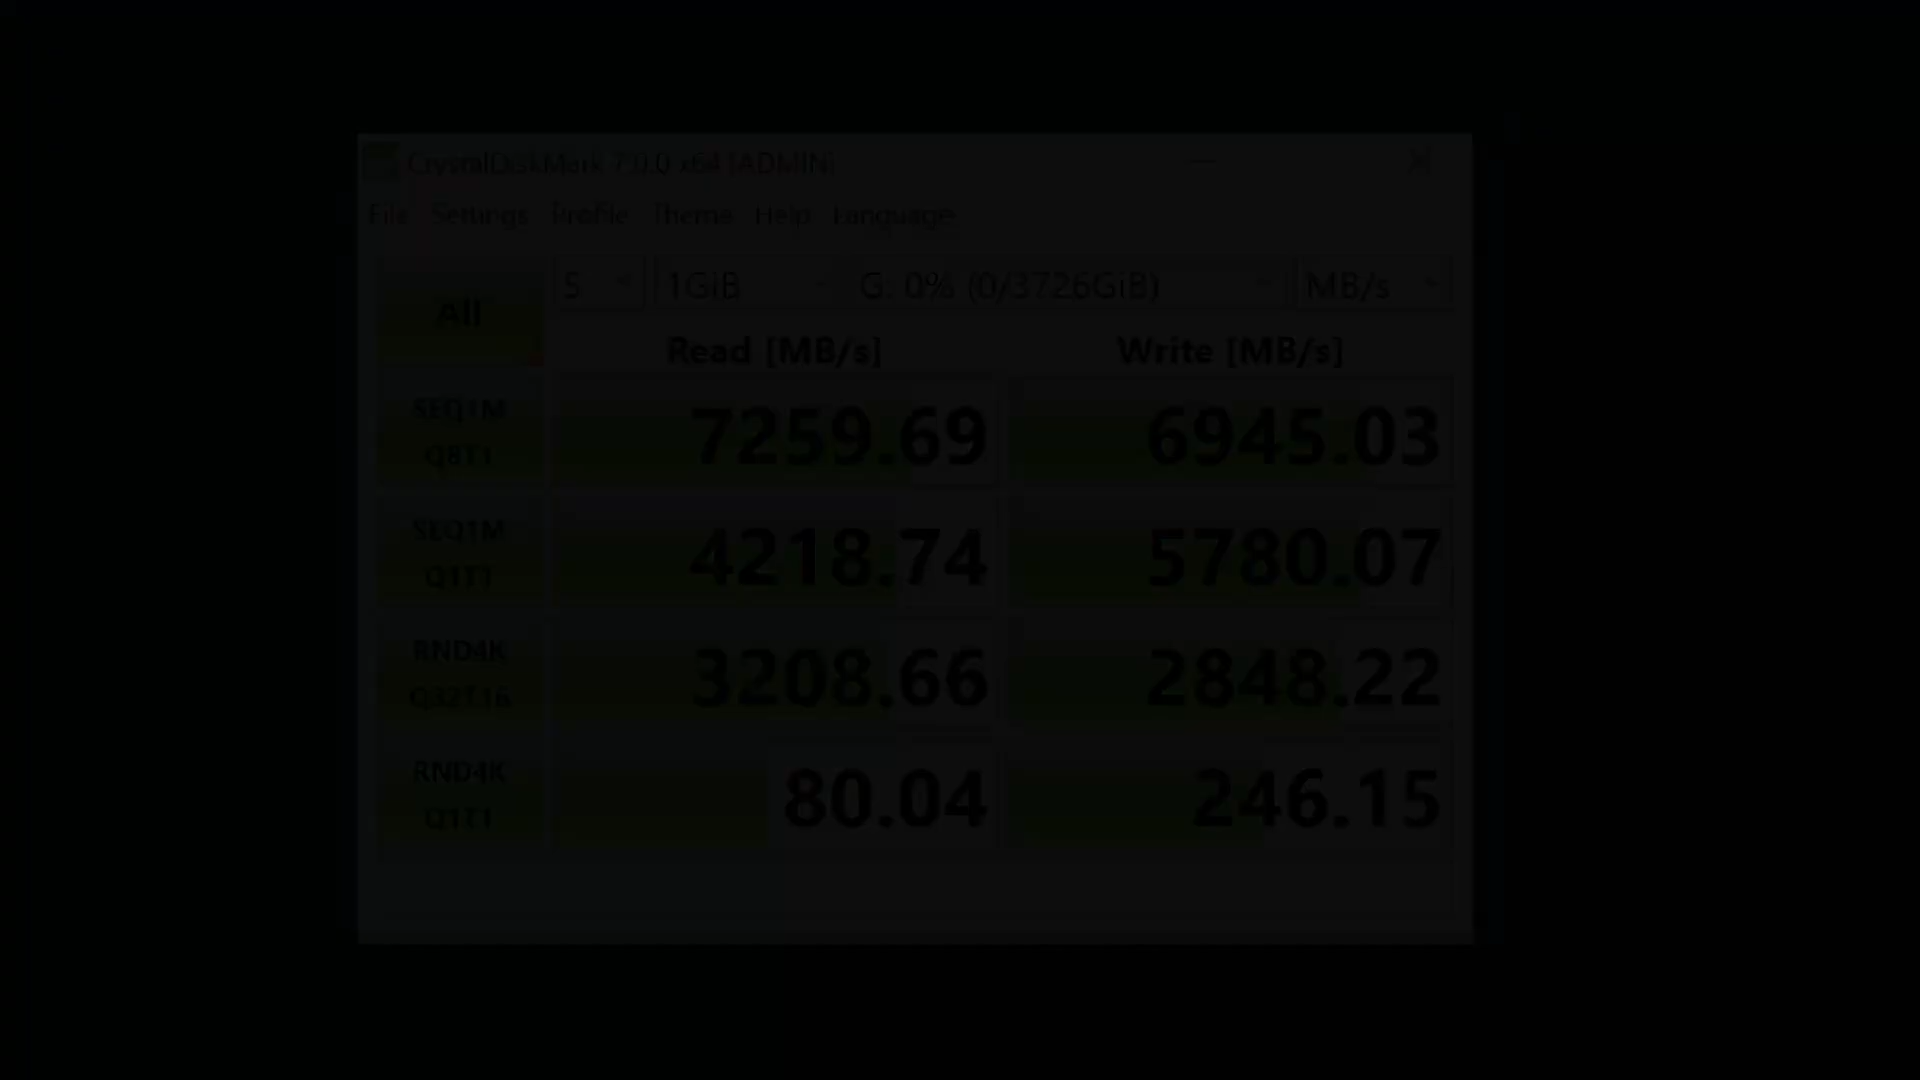 CrystalDiskMark 7.0.0 x64 [ADMIN]
File Settings Profile Theme Help Language
All 5 1GiB G: 0% (0/3726GiB) MB/s
Read [MB/s] Write [MB/s]
SEQ1M Q8T1 7259.69 6945.03
SEQ1M Q1T1 4218.74 5780.07
RND4K Q32T16 3208.66 2848.22
RND4K Q1T1 80.04 246.15